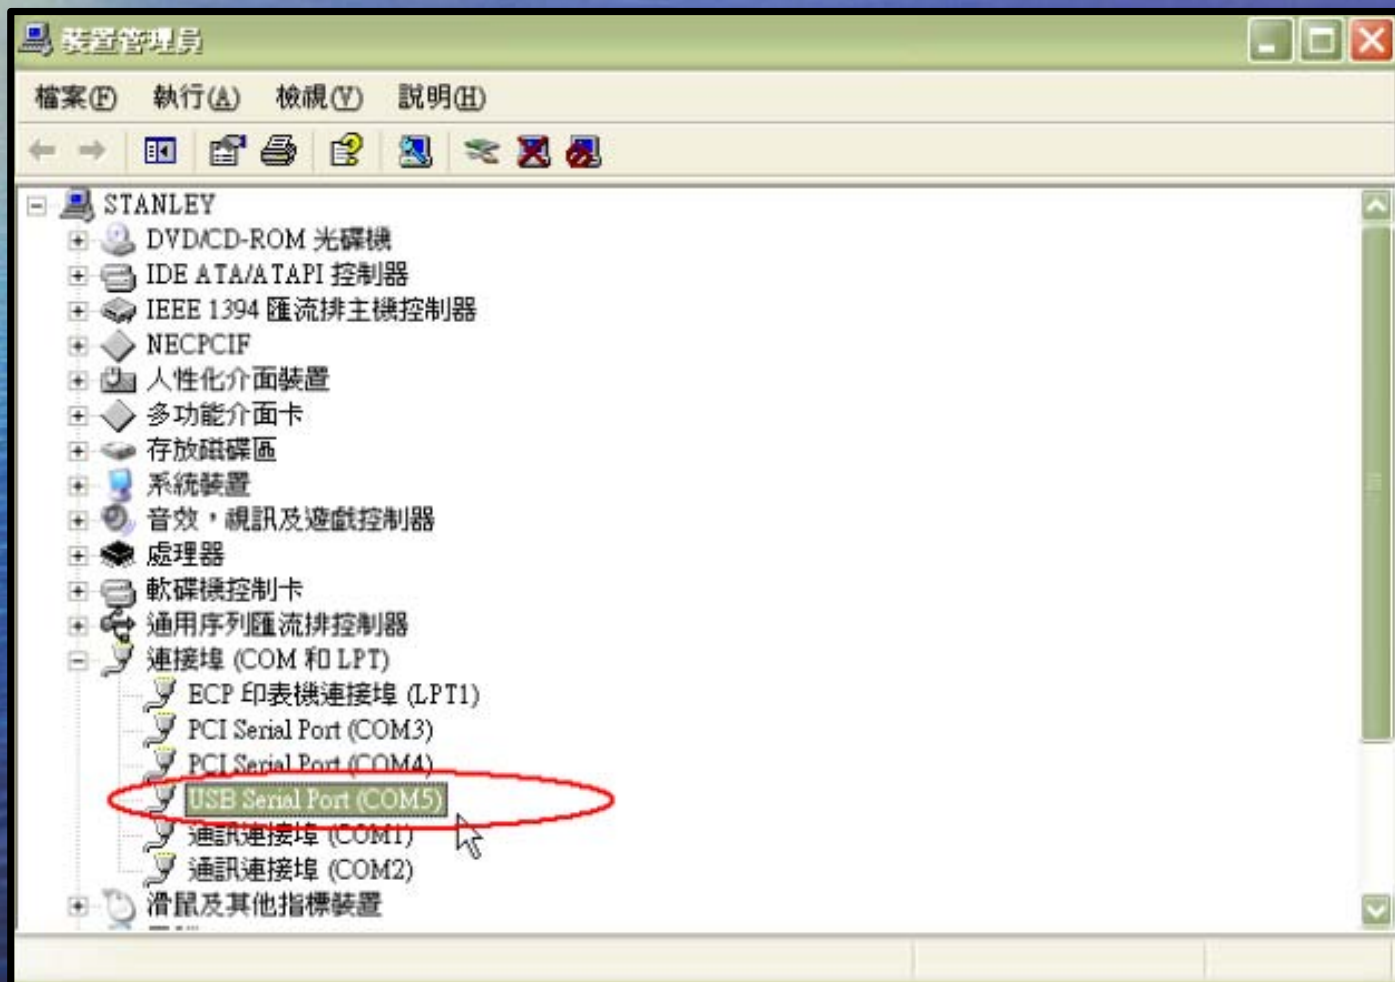 裝置管理員
檔案(F) 執行(A) 檢視(V) 說明(H)
STANLEY
DVD/CD-ROM 光碟機
IDE ATA/ATAPI 控制器
IEEE 1394 匯流排主機控制器
NECPCIF
人性化介面裝置
多功能介面卡
存放磁碟區
系統裝置
音效，視訊及遊戲控制器
處理器
軟碟機控制卡
通用序列匯流排控制器
連接埠 (COM 和 LPT)
ECP 印表機連接埠 (LPT1)
PCI Serial Port (COM3)
PCI Serial Port (COM4)
USB Serial Port (COM5)
通訊連接埠 (COM1)
通訊連接埠 (COM2)
滑鼠及其他指標裝置